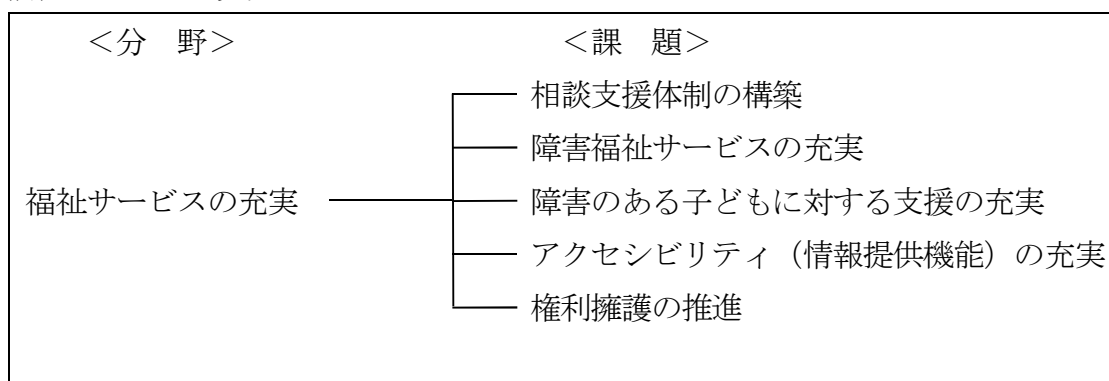 ＜分　野＞　　　　　　　　　＜課　題＞
相談支援体制の構築
障害福祉サービスの充実
福祉サービスの充実　　　　　障害のある子どもに対する支援の充実
アクセシビリティ（情報提供機能）の充実
権利擁護の推進